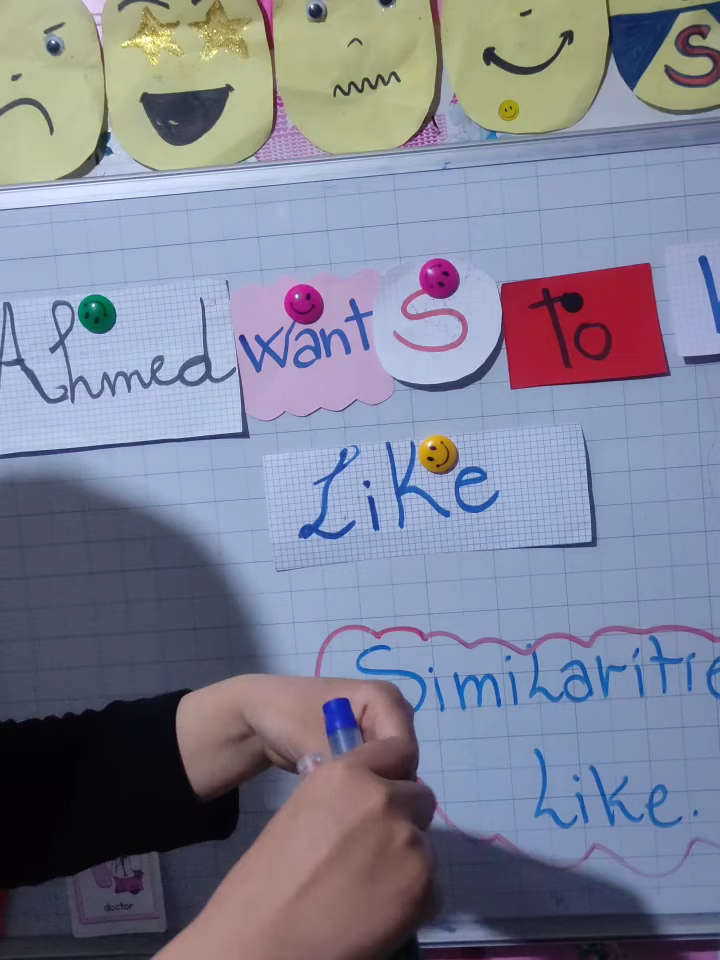 S
Ahmed want S to
Like
Similaritie
Like.
doctor